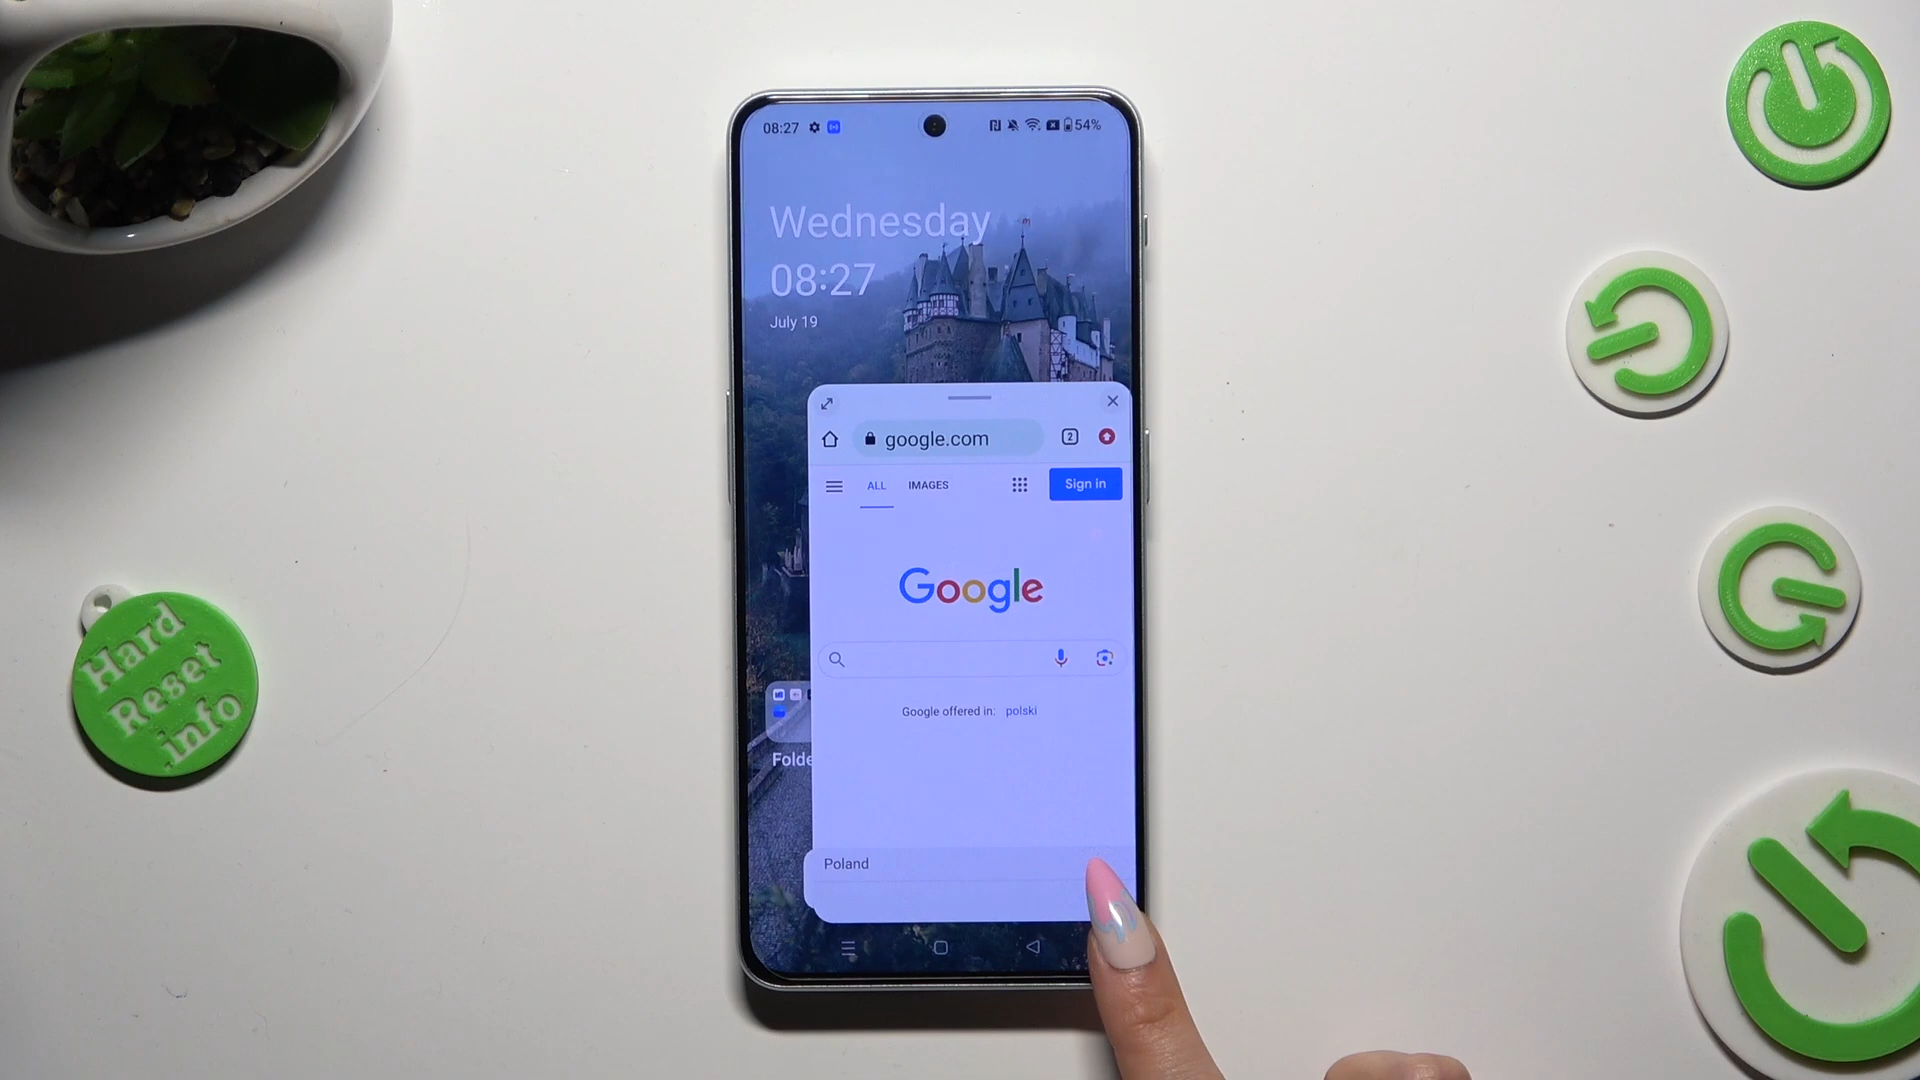 08:27
54%
Wednesday
08:27
July 19
google.com
2
ALL IMAGES
Sign in
Google
Google offered in: polski
Folde
Poland
Hard
Reset
.info